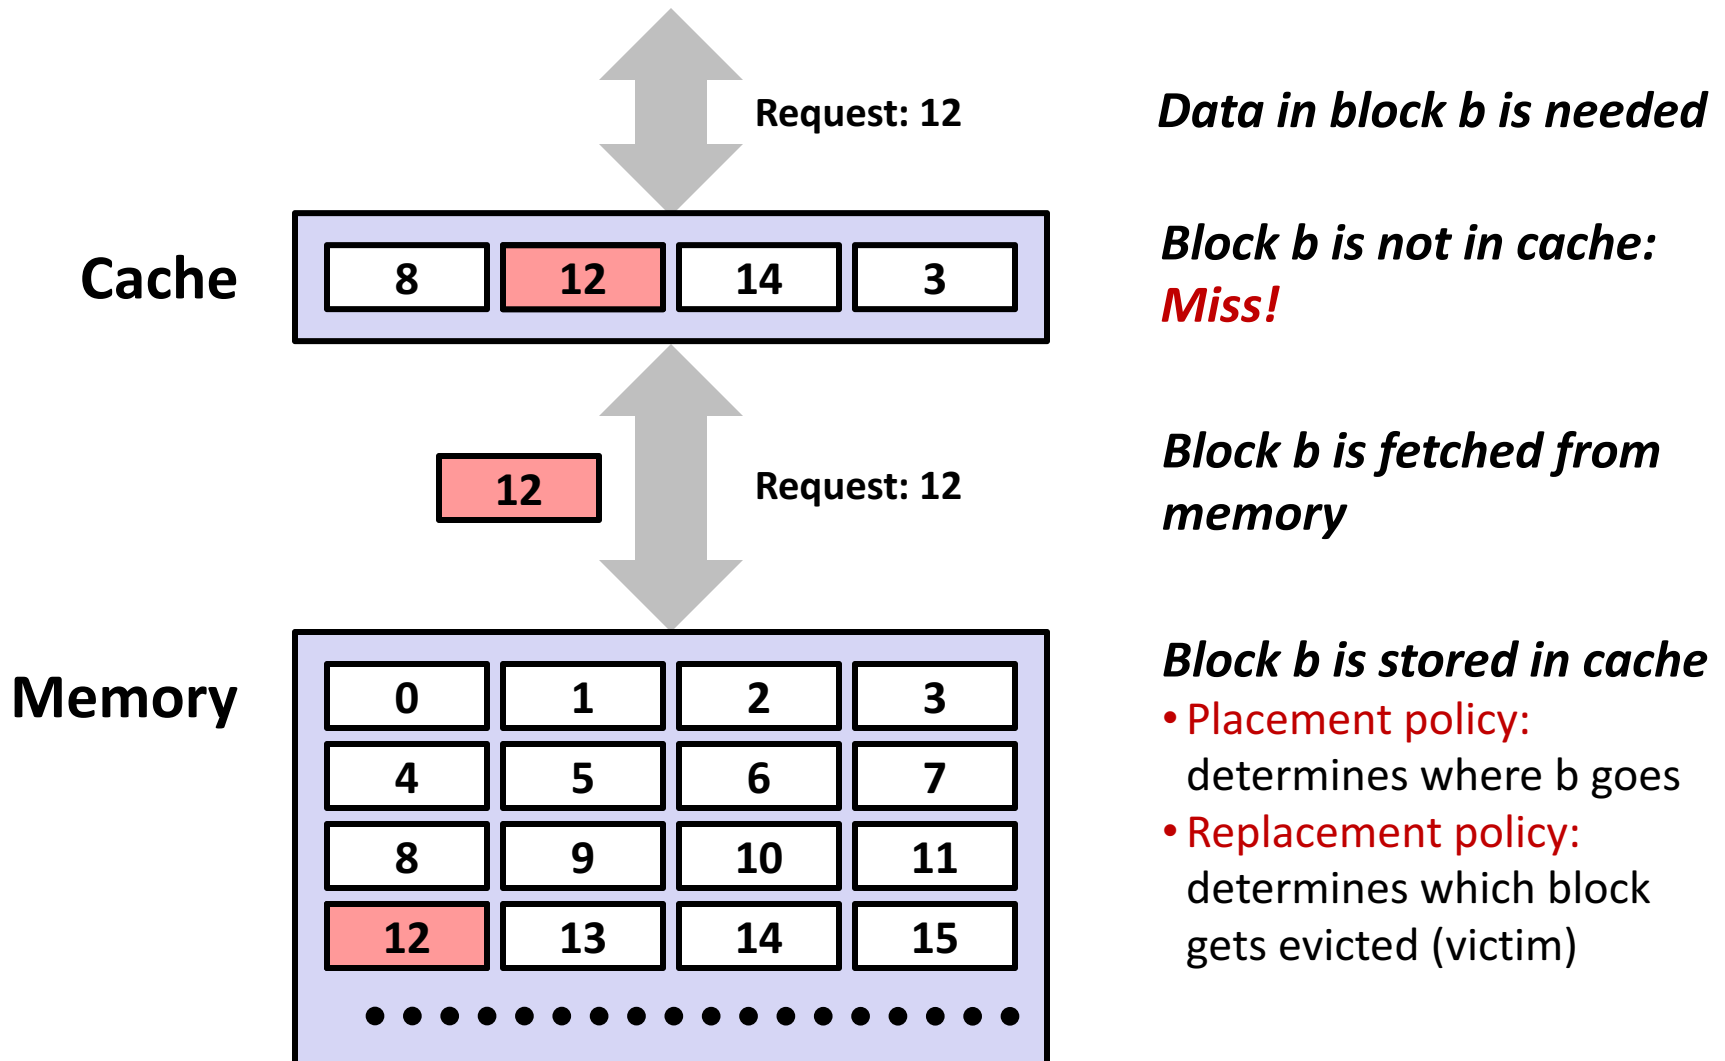 Request: 12
Data in block b is needed
Cache
8 12 14 3
Block b is not in cache:
Miss!
12
Request: 12
Block b is fetched from
memory
Memory
0 1 2 3
4 5 6 7
8 9 10 11
12 13 14 15
Block b is stored in cache
• Placement policy:
determines where b goes
• Replacement policy:
determines which block
gets evicted (victim)